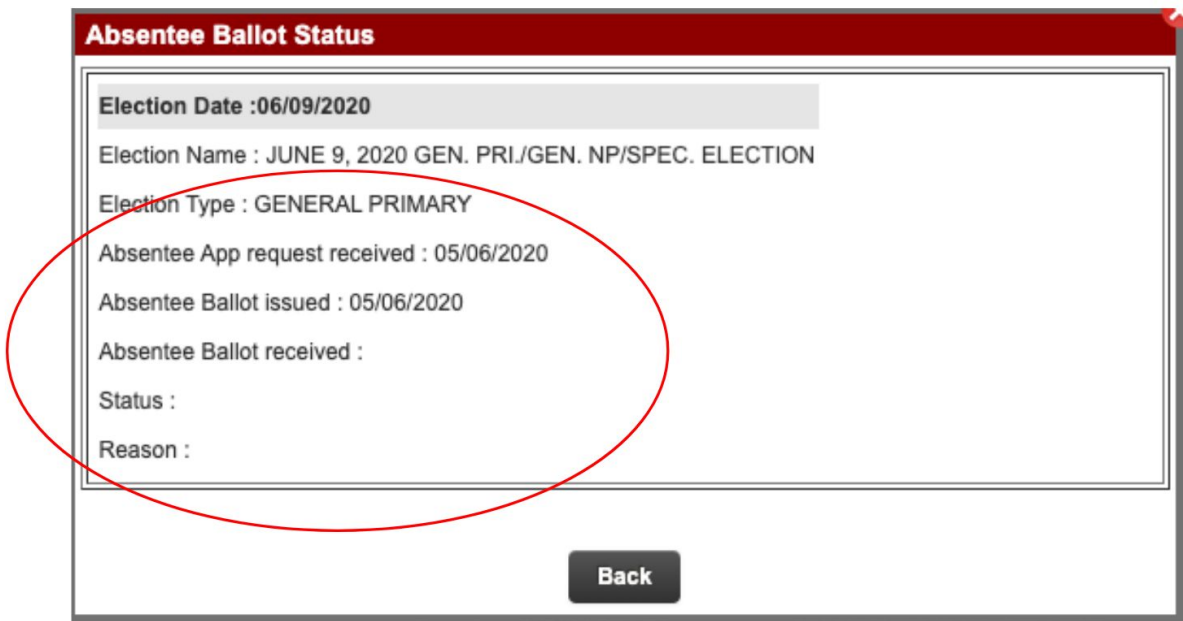 Absentee Ballot Status
Election Date :06/09/2020
Election Name : JUNE 9, 2020 GEN. PRI./GEN. NP/SPEC. ELECTION
Election Type : GENERAL PRIMARY
Absentee App request received : 05/06/2020
Absentee Ballot issued : 05/06/2020
Absentee Ballot received :
Status :
Reason :
Back